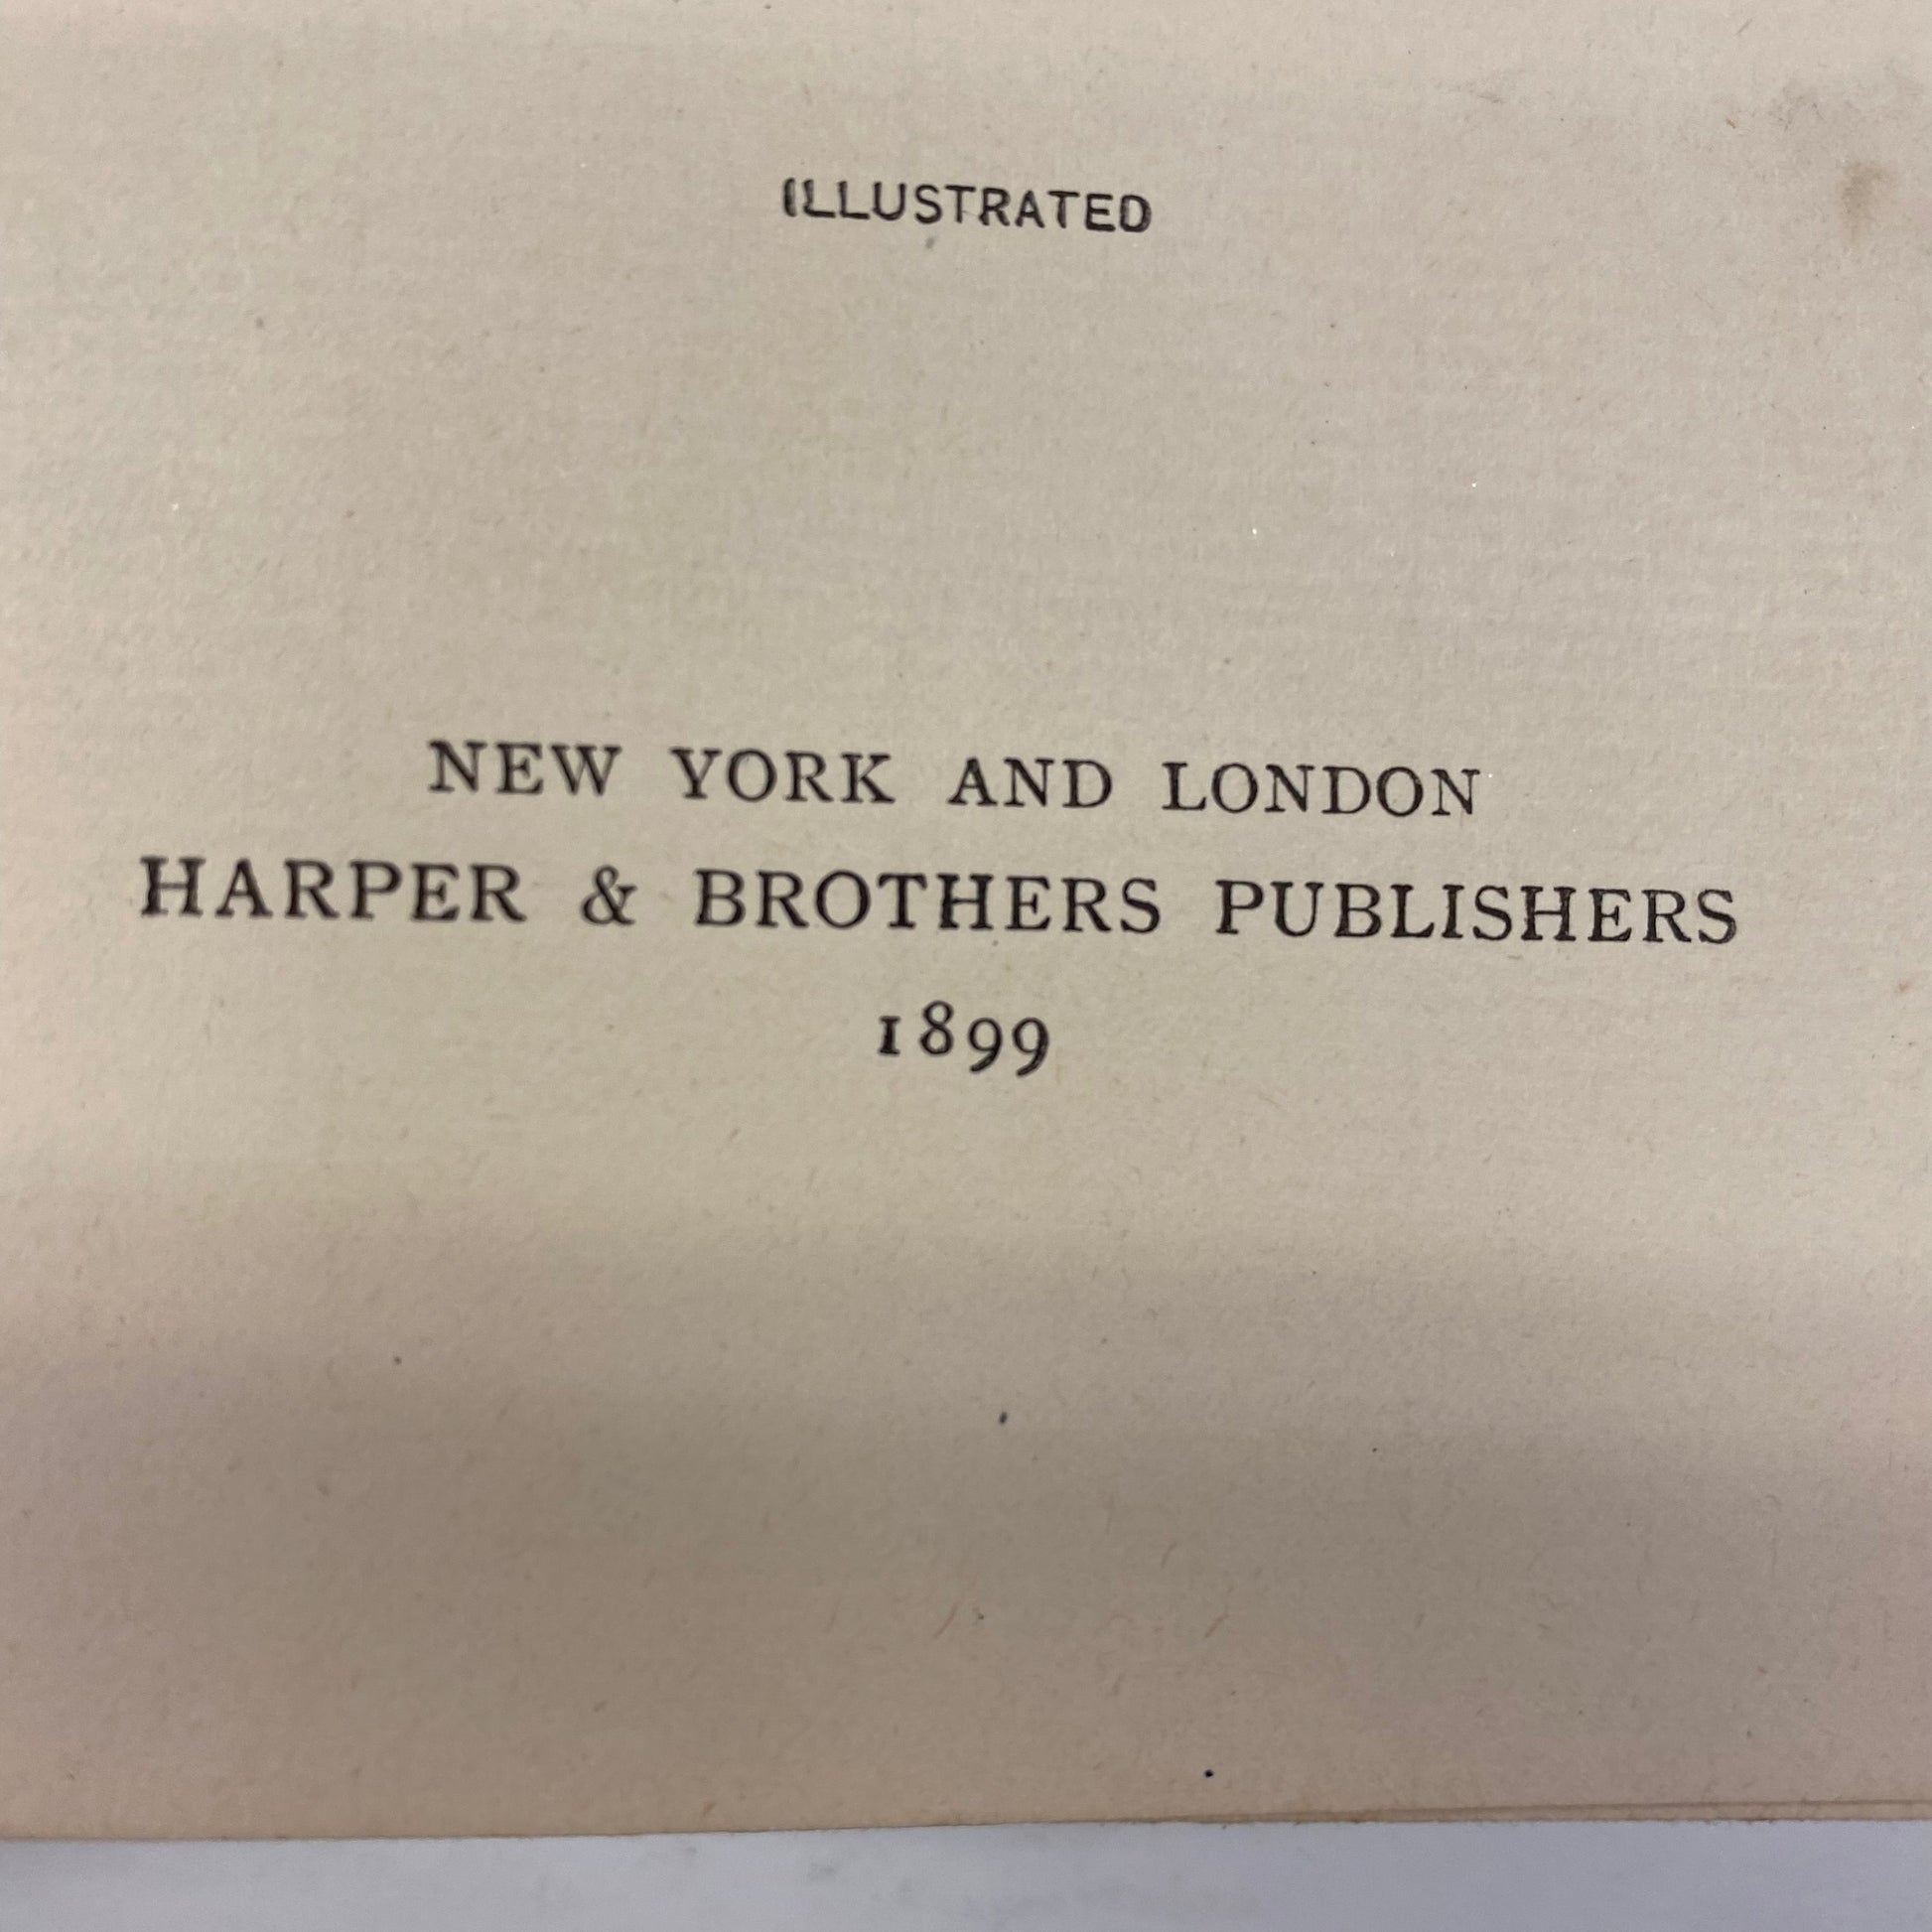 ILLUSTRATED
NEW YORK AND LONDON
HARPER & BROTHERS PUBLISHERS
1899